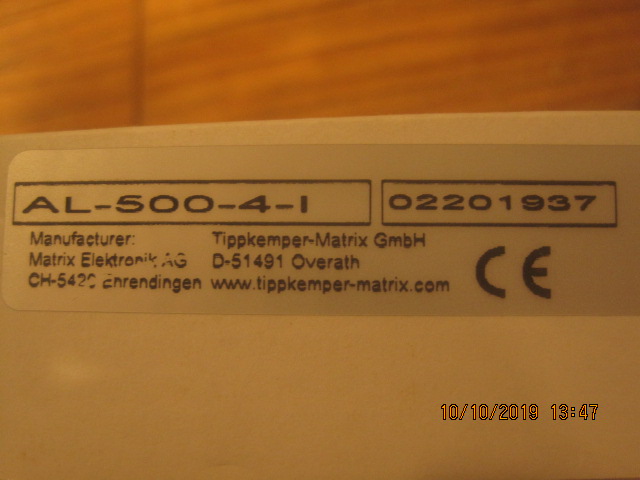 AL-500-4-I
02201937
Manufacturer:
Matrix Elektronik AG
Ehrendingen
Tippkemper-Matrix GmbH
D-51491 Overath
www.tippkemper-matrix.com
CE
10/10/2019 13:47